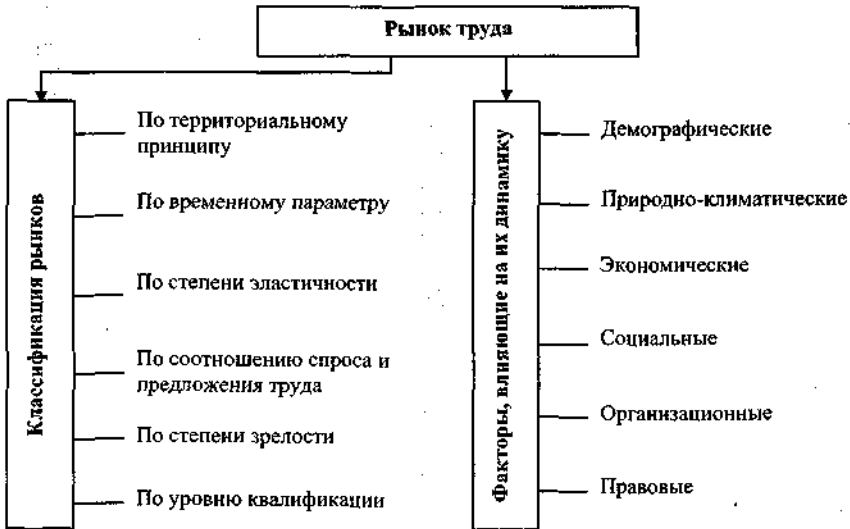 Рынок труда
Классификация рынков
По территориальному
принципу
По временному параметру
По степени эластичности
По соотношению спроса и
предложения труда
По степени зрелости
По уровню квалификации
Факторы, влияющие на их динамику
Демографические
Природно-климатические
Экономические
Социальные
Организационные
Правовые